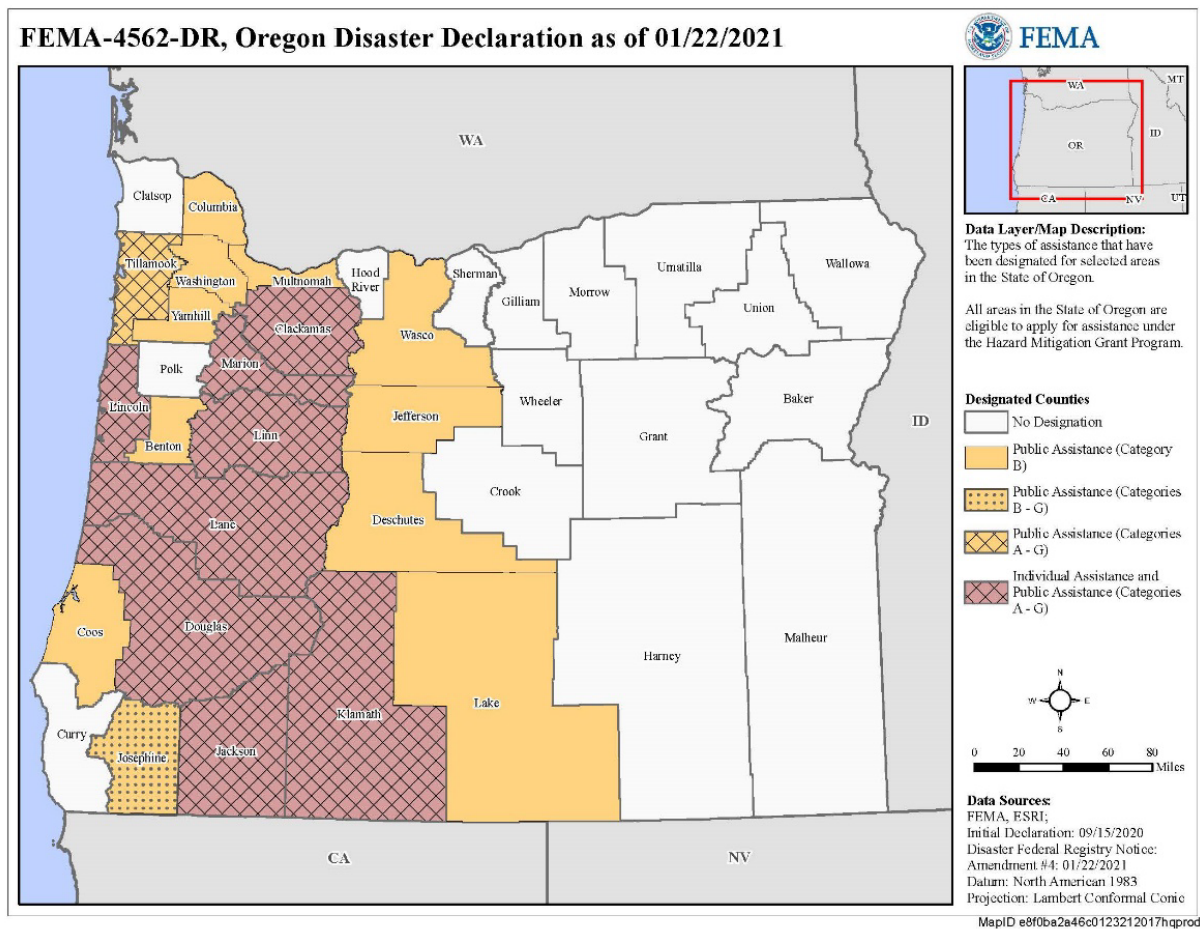 FEMA-4562-DR, Oregon Disaster Declaration as of 01/22/2021
FEMA
WA
MT
ID
OR
CA
NV
UT
WA
Clatsop
Columbia
Tillamook
Washington
Multnomah
Hood
River
Sherman
Gilliam
Morrow
Umatilla
Wallowa
Union
Yamhill
Clackamas
Wasco
Marion
Polk
Lincoln
Jefferson
Wheeler
Baker
Grant
ID
Benton
Linn
Crook
Lane
Deschutes
Coos
Douglas
Harney
Malheur
Lake
Klamath
Curry
Josephine
Jackson
CA
NV
Data Layer/Map Description:
The types of assistance that have
been designated for selected areas
in the State of Oregon.
All areas in the State of Oregon are
eligible to apply for assistance under
the Hazard Mitigation Grant Program.
Designated Counties
No Designation
Public Assistance (Category
B)
Public Assistance (Categories
B - G)
Public Assistance (Categories
A - G)
Individual Assistance and
Public Assistance (Categories
A - G)
N
W E
S
0 20 40 60 80
Miles
Data Sources:
FEMA, ESRI;
Initial Declaration: 09/15/2020
Disaster Federal Registry Notice:
Amendment #4: 01/22/2021
Datum: North American 1983
Projection: Lambert Conformal Conic
MapID e8f0ba2a46c0123212017hqprod